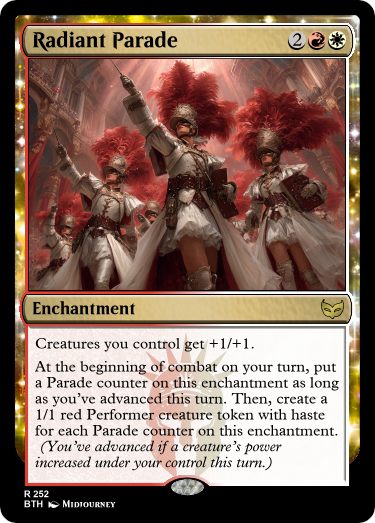 Radiant Parade 2
Enchantment
Creatures you control get +1/+1.
At the beginning of combat on your turn, put
a Parade counter on this enchantment as long
as you've advanced this turn. Then, create a
1/1 red Performer creature token with haste
for each Parade counter on this enchantment.
(You've advanced if a creature's power
increased under your control this turn.)
R 252
BTH MIDJOURNEY